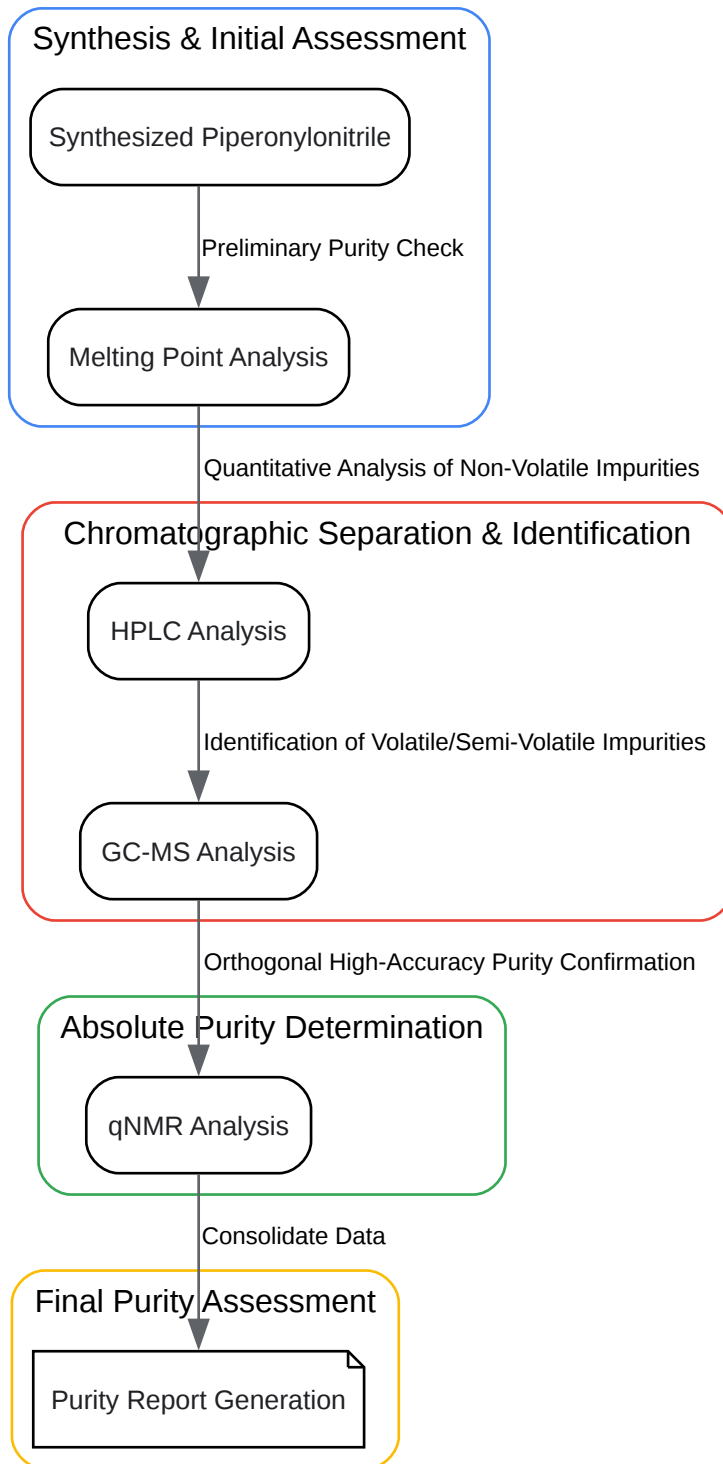 Synthesis & Initial Assessment
Synthesized Piperonylonitrile
Preliminary Purity Check
Melting Point Analysis
Quantitative Analysis of Non-Volatile Impurities
Chromatographic Separation & Identification
HPLC Analysis
Identification of Volatile/Semi-Volatile Impurities
GC-MS Analysis
Orthogonal High-Accuracy Purity Confirmation
Absolute Purity Determination
qNMR Analysis
Consolidate Data
Final Purity Assessment
Purity Report Generation